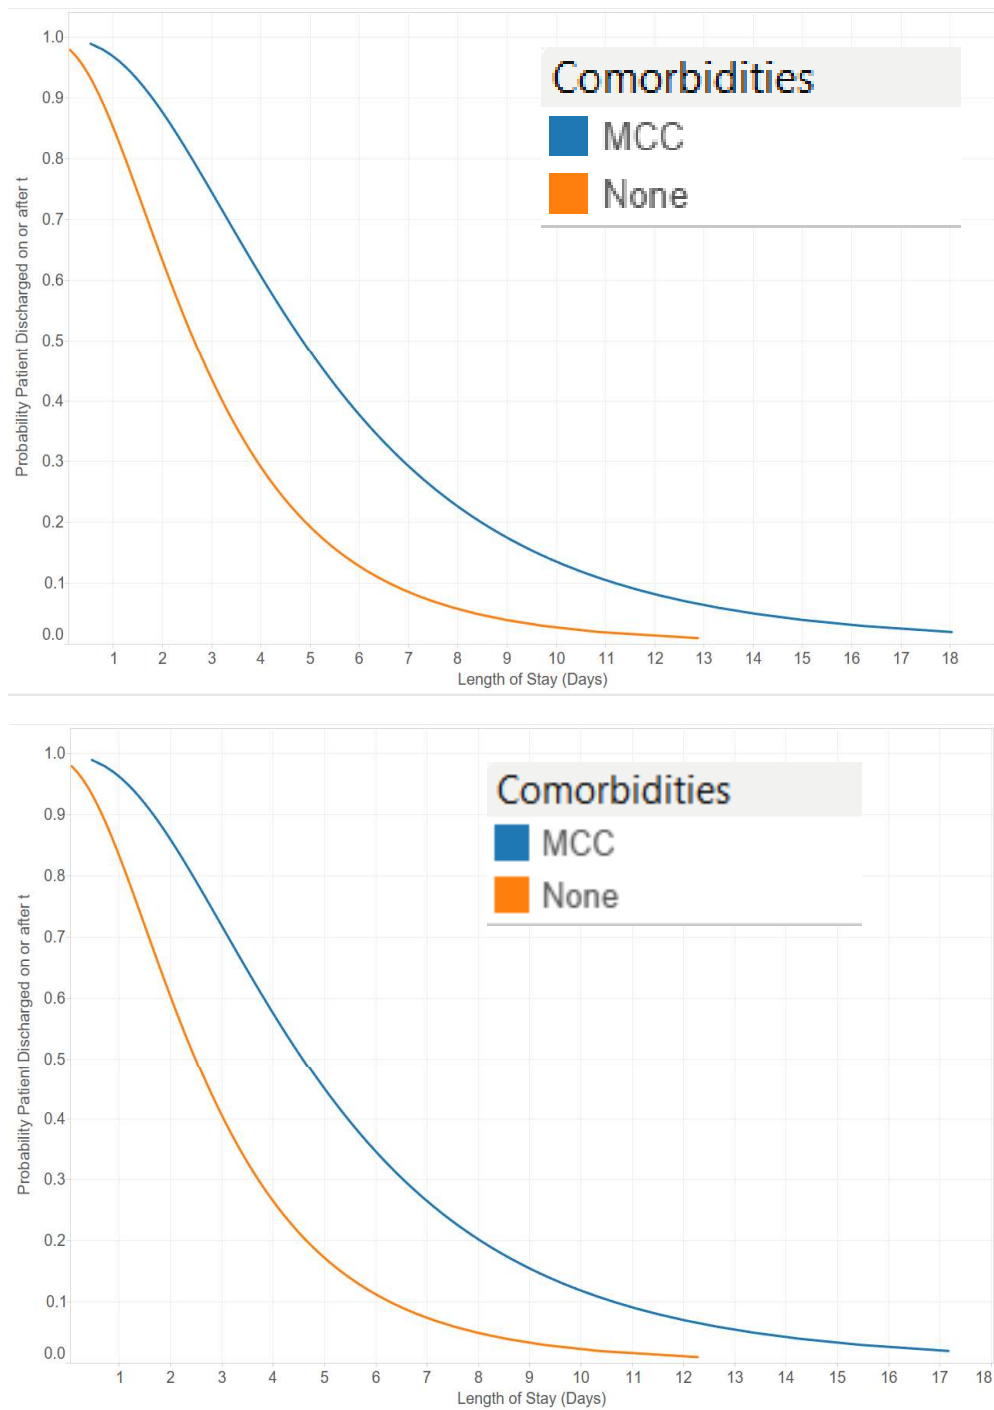 Comorbidities
MCC
None
Probability Patient Discharged on or after t
1.0
0.9
0.8
0.7
0.6
0.5
0.4
0.3
0.2
0.1
0.0
1 2 3 4 5 6 7 8 9 10 11 12 13 14 15 16 17 18
Length of Stay (Days)
Comorbidities
MCC
None
Probability Patient Discharged on or after t
1.0
0.9
0.8
0.7
0.6
0.5
0.4
0.3
0.2
0.1
0.0
1 2 3 4 5 6 7 8 9 10 11 12 13 14 15 16 17 18
Length of Stay (Days)